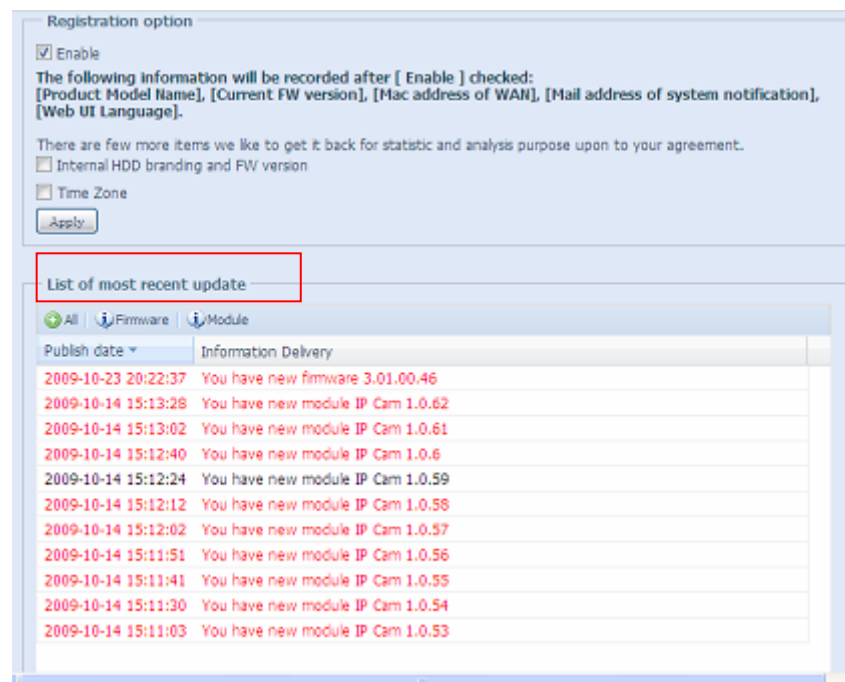 Registration option
Enable
The following information will be recorded after [ Enable ] checked:
[Product Model Name], [Current FW version], [Mac address of WAN], [Mail address of system notification],
[Web UI Language].
There are few more items we like to get it back for statistic and analysis purpose upon to your agreement.
Internal HDD branding and FW version
Time Zone
Apply
List of most recent update
All Firmware Module
Publish date Information Delivery
2009-10-23 20:22:37 You have new firmware 3.01.00.46
2009-10-14 15:13:28 You have new module IP Cam 1.0.62
2009-10-14 15:13:02 You have new module IP Cam 1.0.61
2009-10-14 15:12:40 You have new module IP Cam 1.0.6
2009-10-14 15:12:24 You have new module IP Cam 1.0.59
2009-10-14 15:12:12 You have new module IP Cam 1.0.58
2009-10-14 15:12:02 You have new module IP Cam 1.0.57
2009-10-14 15:11:51 You have new module IP Cam 1.0.56
2009-10-14 15:11:41 You have new module IP Cam 1.0.55
2009-10-14 15:11:30 You have new module IP Cam 1.0.54
2009-10-14 15:11:03 You have new module IP Cam 1.0.53